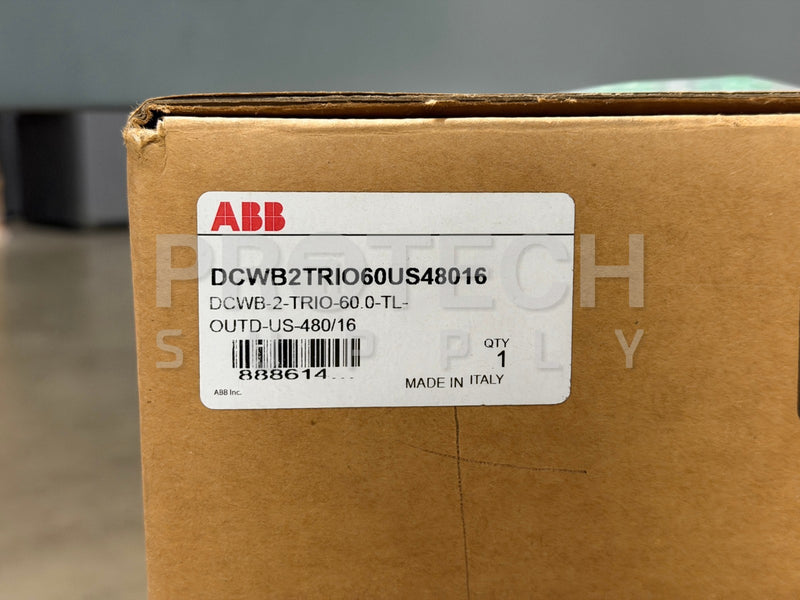 ABB
PROTECH
DCWB2TRIO60US48016
DCWB-2-TRIO-60.0-TL-
OUTD-US-480/16
SUPPLY
QTY
1
888614...
MADE IN ITALY
ABB Inc.